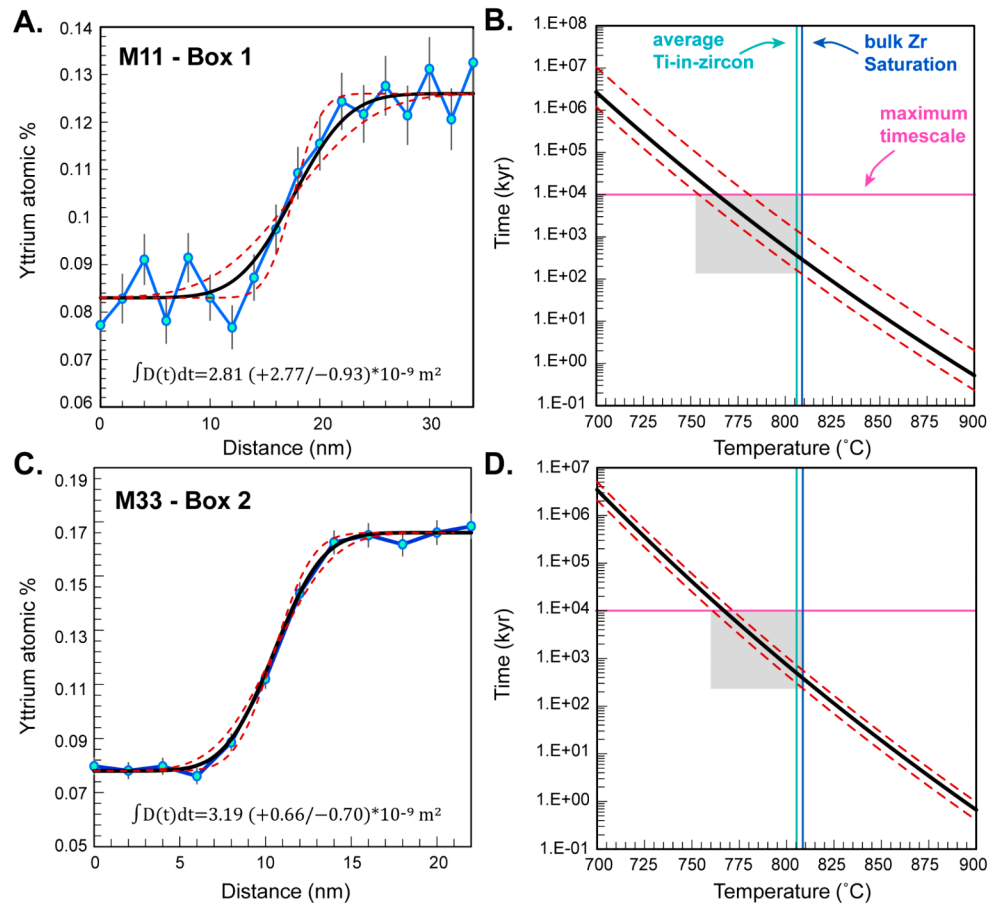 A.
M11 - Box 1
0.14
0.13
0.12
0.11
0.1
0.09
0.08
0.07
0.06
Yttrium atomic %
∫D(t)dt=2.81 (+2.77/−0.93)*10⁻⁹ m²
0 10 20 30
Distance (nm)
B.
average
Ti-in-zircon
bulk Zr
Saturation
maximum
timescale
1.E+08
1.E+07
1.E+06
1.E+05
1.E+04
1.E+03
1.E+02
1.E+01
1.E+00
1.E-01
Time (kyr)
700 725 750 775 800 825 850 875 900
Temperature (˚C)
C.
M33 - Box 2
0.19
0.17
0.15
0.13
0.11
0.09
0.07
0.05
Yttrium atomic %
∫D(t)dt=3.19 (+0.66/−0.70)*10⁻⁹ m²
0 5 10 15 20
Distance (nm)
D.
1.E+07
1.E+06
1.E+05
1.E+04
1.E+03
1.E+02
1.E+01
1.E+00
1.E-01
Time (kyr)
700 725 750 775 800 825 850 875 900
Temperature (˚C)